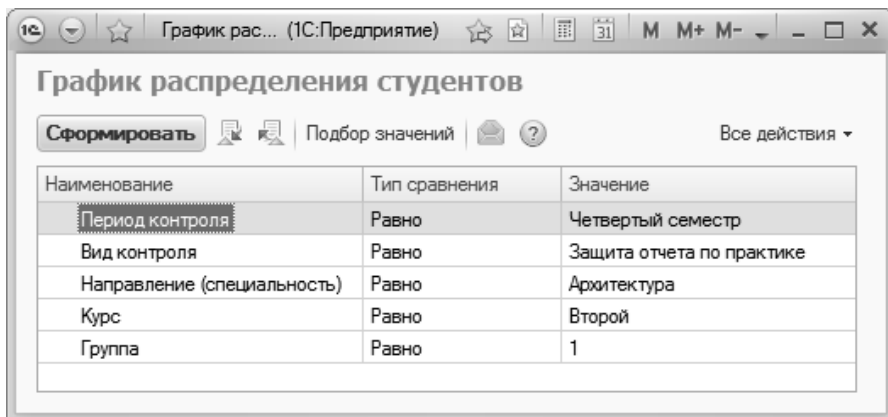 1С График рас... (1С:Предприятие) 31 M M+ M-
График распределения студентов
Сформировать Подбор значений ? Все действия
Наименование Тип сравнения Значение
Период контроля Равно Четвертый семестр
Вид контроля Равно Защита отчета по практике
Направление (специальность) Равно Архитектура
Курс Равно Второй
Группа Равно 1